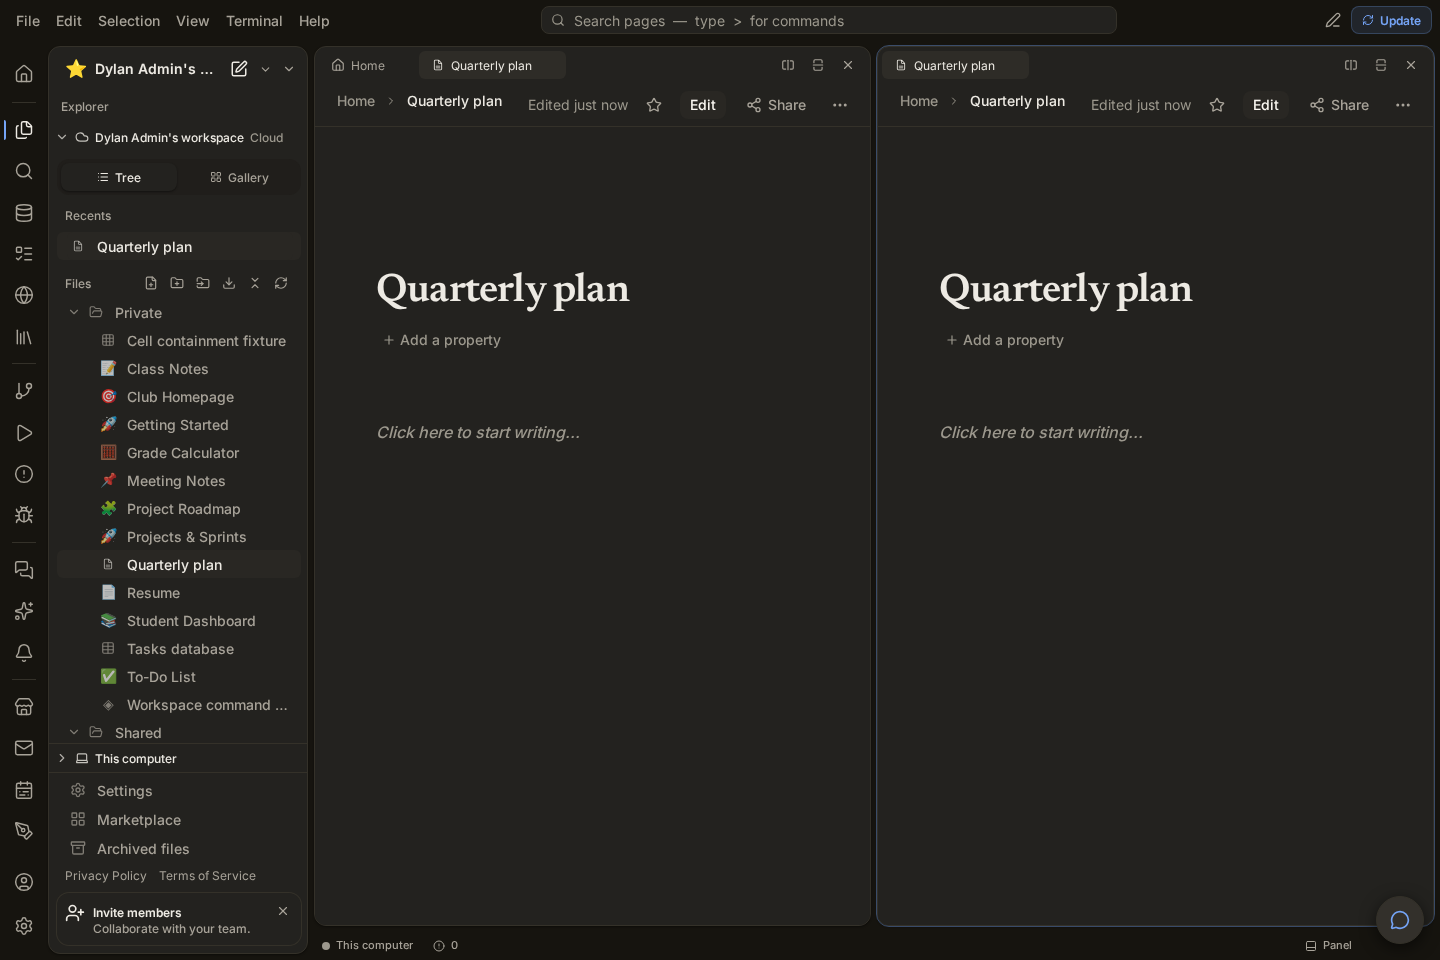 File Edit Selection View Terminal Help
Search pages — type > for commands
Update
Dylan Admin's ...
Explorer
Dylan Admin's workspace Cloud
Tree Gallery
Recents
Quarterly plan
Files
Private
Cell containment fixture
Class Notes
Club Homepage
Getting Started
Grade Calculator
Meeting Notes
Project Roadmap
Projects & Sprints
Quarterly plan
Resume
Student Dashboard
Tasks database
To-Do List
Workspace command ...
Shared
This computer
Settings
Marketplace
Archived files
Privacy Policy Terms of Service
Invite members
Collaborate with your team.
Home Quarterly plan
Home Quarterly plan Edited just now Edit Share
Quarterly plan
Add a property
Click here to start writing...
Quarterly plan
Home Quarterly plan Edited just now Edit Share
Quarterly plan
Add a property
Click here to start writing...
This computer 0
Panel